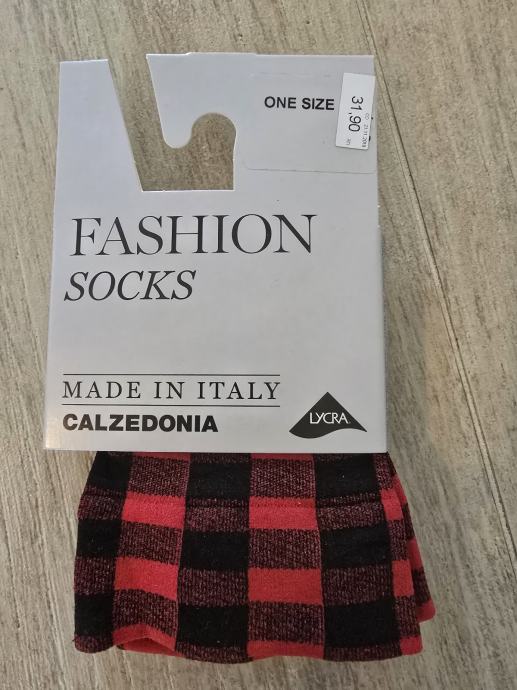 ONE SIZE
31,90
FASHION
SOCKS
MADE IN ITALY
CALZEDONIA
LYCRA